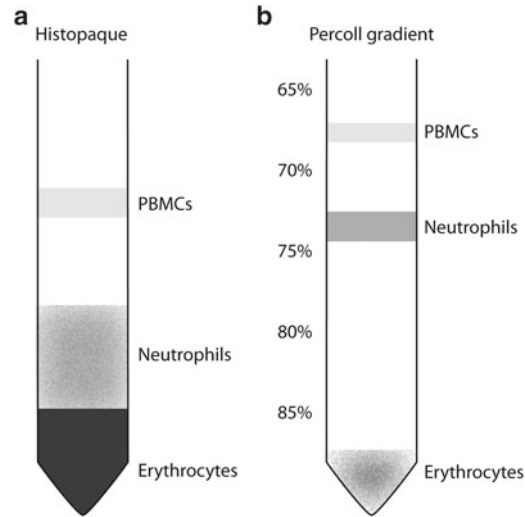 a
Histopaque
PBMCs
Neutrophils
Erythrocytes
b
Percoll gradient
65%
PBMCs
70%
Neutrophils
75%
80%
85%
Erythrocytes